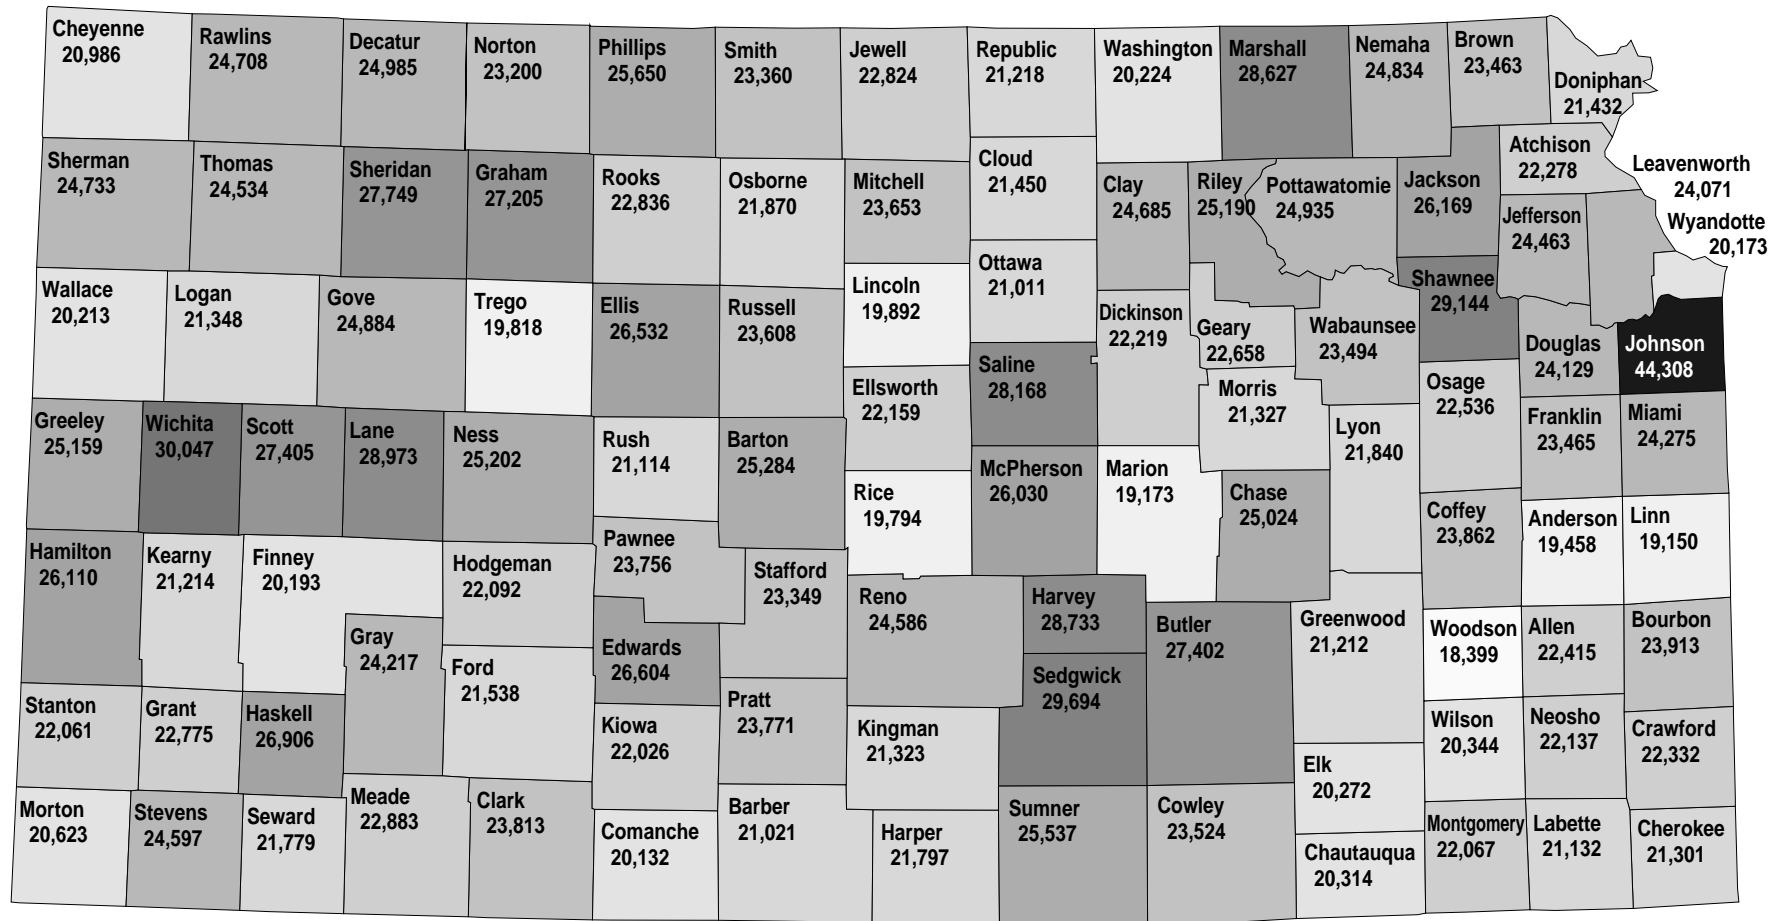 Cheyenne
20,986
Rawlins
24,708
Decatur
24,985
Norton
23,200
Phillips
25,650
Smith
23,360
Jewell
22,824
Republic
21,218
Washington
20,224
Marshall
28,627
Nemaha
24,834
Brown
23,463
Doniphan
21,432
Sherman
24,733
Thomas
24,534
Sheridan
27,749
Graham
27,205
Rooks
22,836
Osborne
21,870
Mitchell
23,653
Cloud
21,450
Clay
24,685
Riley
25,190
Pottawatomie
24,935
Jackson
26,169
Atchison
22,278
Jefferson
24,463
Leavenworth
24,071
Wyandotte
20,173
Wallace
20,213
Logan
21,348
Gove
24,884
Trego
19,818
Ellis
26,532
Russell
23,608
Lincoln
19,892
Ottawa
21,011
Dickinson
22,219
Geary
22,658
Wabaunsee
23,494
Shawnee
29,144
Douglas
24,129
Johnson
44,308
Greeley
25,159
Wichita
30,047
Scott
27,405
Lane
28,973
Ness
25,202
Rush
21,114
Barton
25,284
Ellsworth
22,159
Saline
28,168
Morris
21,327
Lyon
21,840
Osage
22,536
Franklin
23,465
Miami
24,275
Rice
19,794
McPherson
26,030
Marion
19,173
Chase
25,024
Coffey
23,862
Anderson
19,458
Linn
19,150
Hamilton
26,110
Kearny
21,214
Finney
20,193
Hodgeman
22,092
Pawnee
23,756
Stafford
23,349
Reno
24,586
Harvey
28,733
Butler
27,402
Greenwood
21,212
Woodson
18,399
Allen
22,415
Bourbon
23,913
Gray
24,217
Ford
21,538
Edwards
26,604
Sedgwick
29,694
Stanton
22,061
Grant
22,775
Haskell
26,906
Kiowa
22,026
Pratt
23,771
Kingman
21,323
Elk
20,272
Wilson
20,344
Neosho
22,137
Crawford
22,332
Morton
20,623
Stevens
24,597
Seward
21,779
Meade
22,883
Clark
23,813
Comanche
20,132
Barber
21,021
Harper
21,797
Sumner
25,537
Cowley
23,524
Chautauqua
20,314
Montgomery
22,067
Labette
21,132
Cherokee
21,301